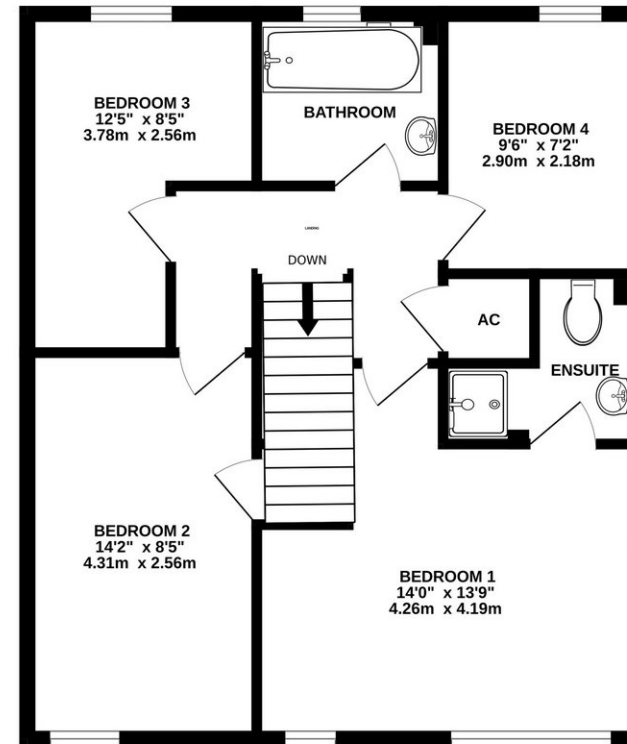 BEDROOM 3
12'5" x 8'5"
3.78m x 2.56m
BATHROOM
BEDROOM 4
9'6" x 7'2"
2.90m x 2.18m
LANDING
DOWN
AC
ENSUITE
BEDROOM 2
14'2" x 8'5"
4.31m x 2.56m
BEDROOM 1
14'0" x 13'9"
4.26m x 4.19m